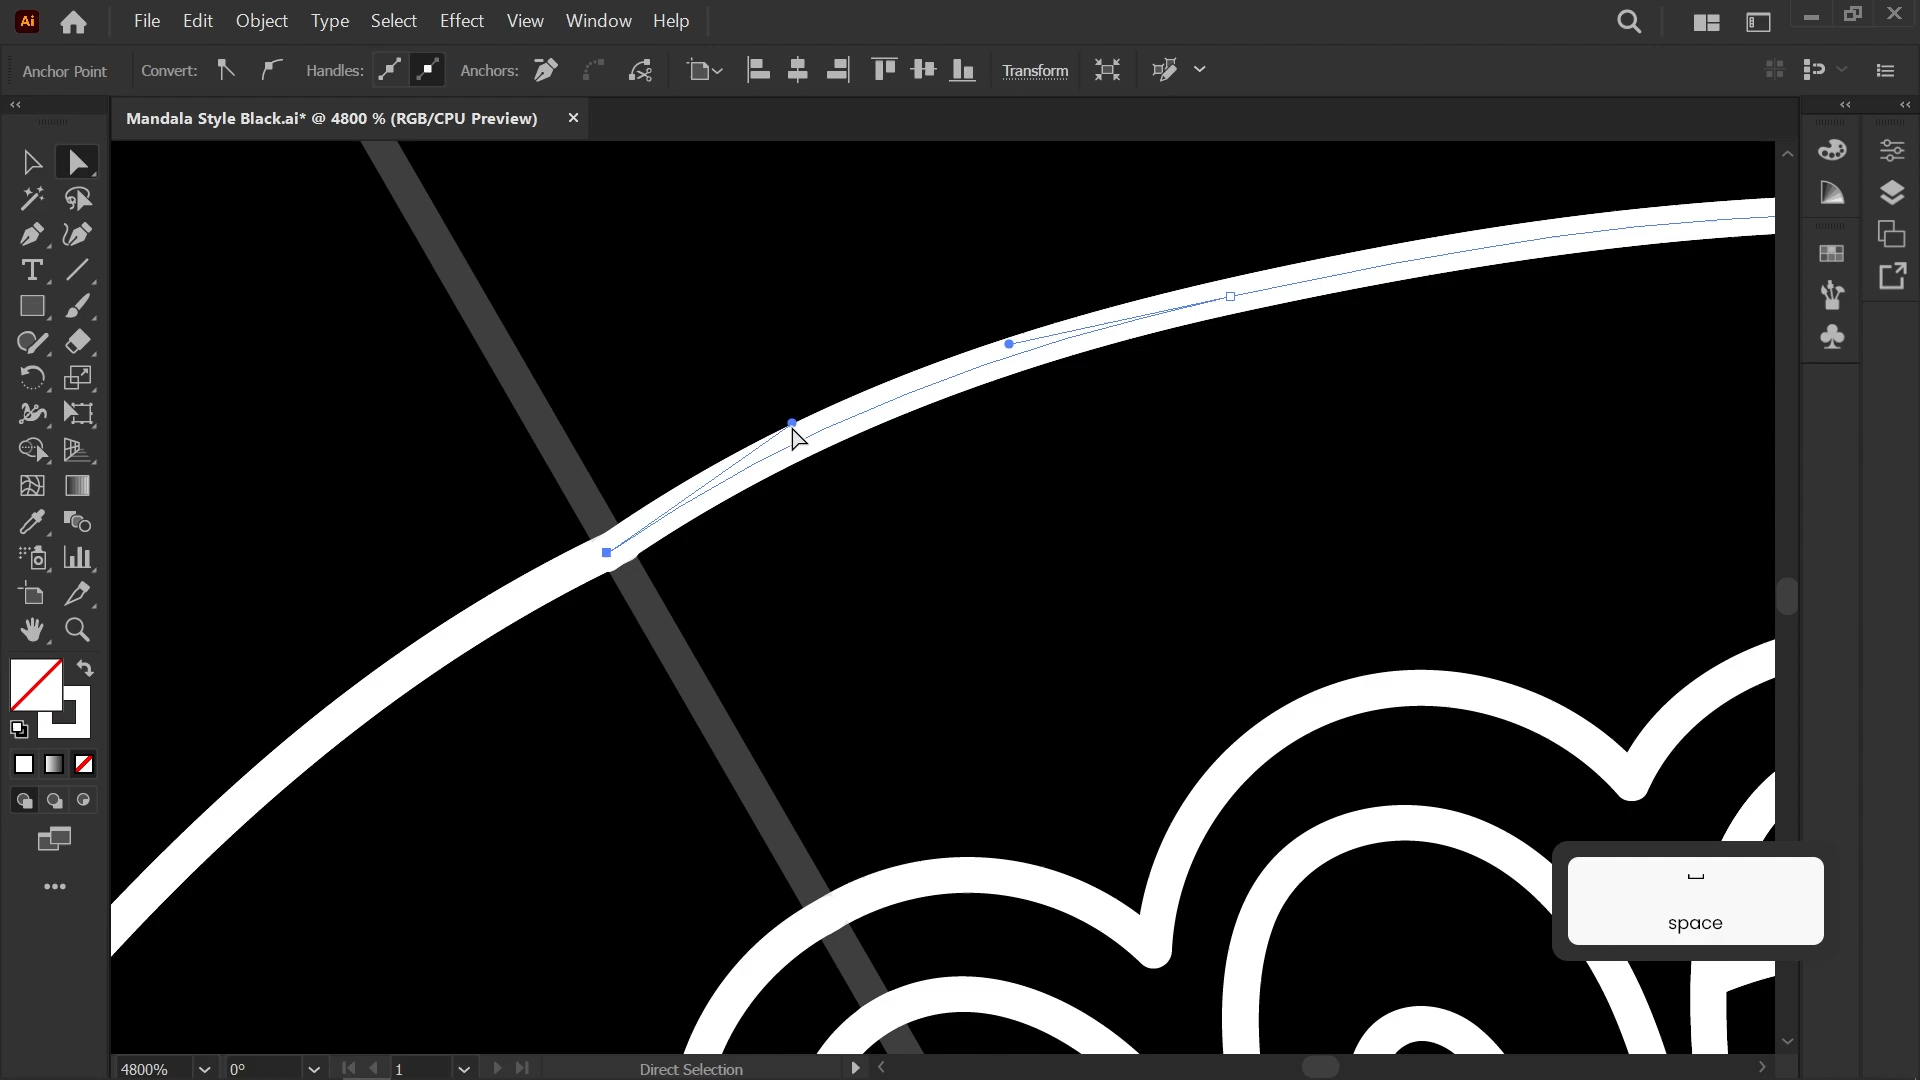 Ai File Edit Object Type Select Effect View Window Help
Anchor Point Convert: Handles: Anchors: Transform
Mandala Style Black.ai* @ 4800 % (RGB/CPU Preview)
T
space
4800% 0° 1 Direct Selection